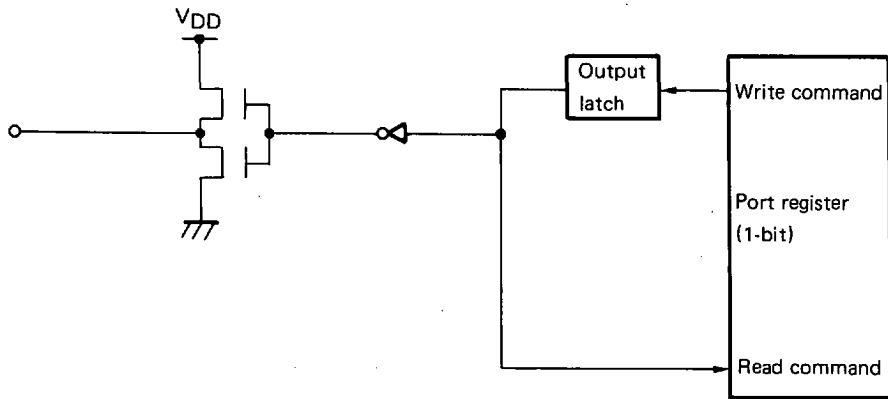 VDD
Output
latch
Write command
Port register
(1-bit)
Read command